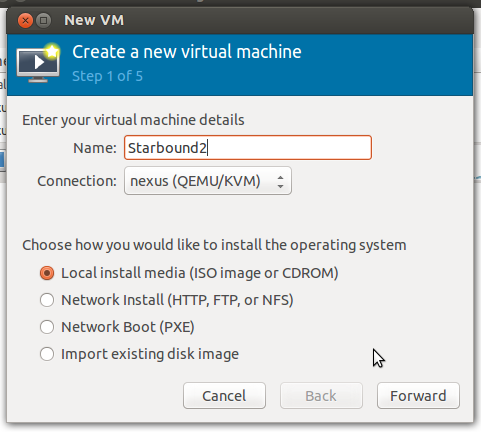 New VM
Create a new virtual machine
Step 1 of 5
Enter your virtual machine details
Name: Starbound2
Connection: nexus (QEMU/KVM)
Choose how you would like to install the operating system
Local install media (ISO image or CDROM)
Network Install (HTTP, FTP, or NFS)
Network Boot (PXE)
Import existing disk image
Cancel Back Forward